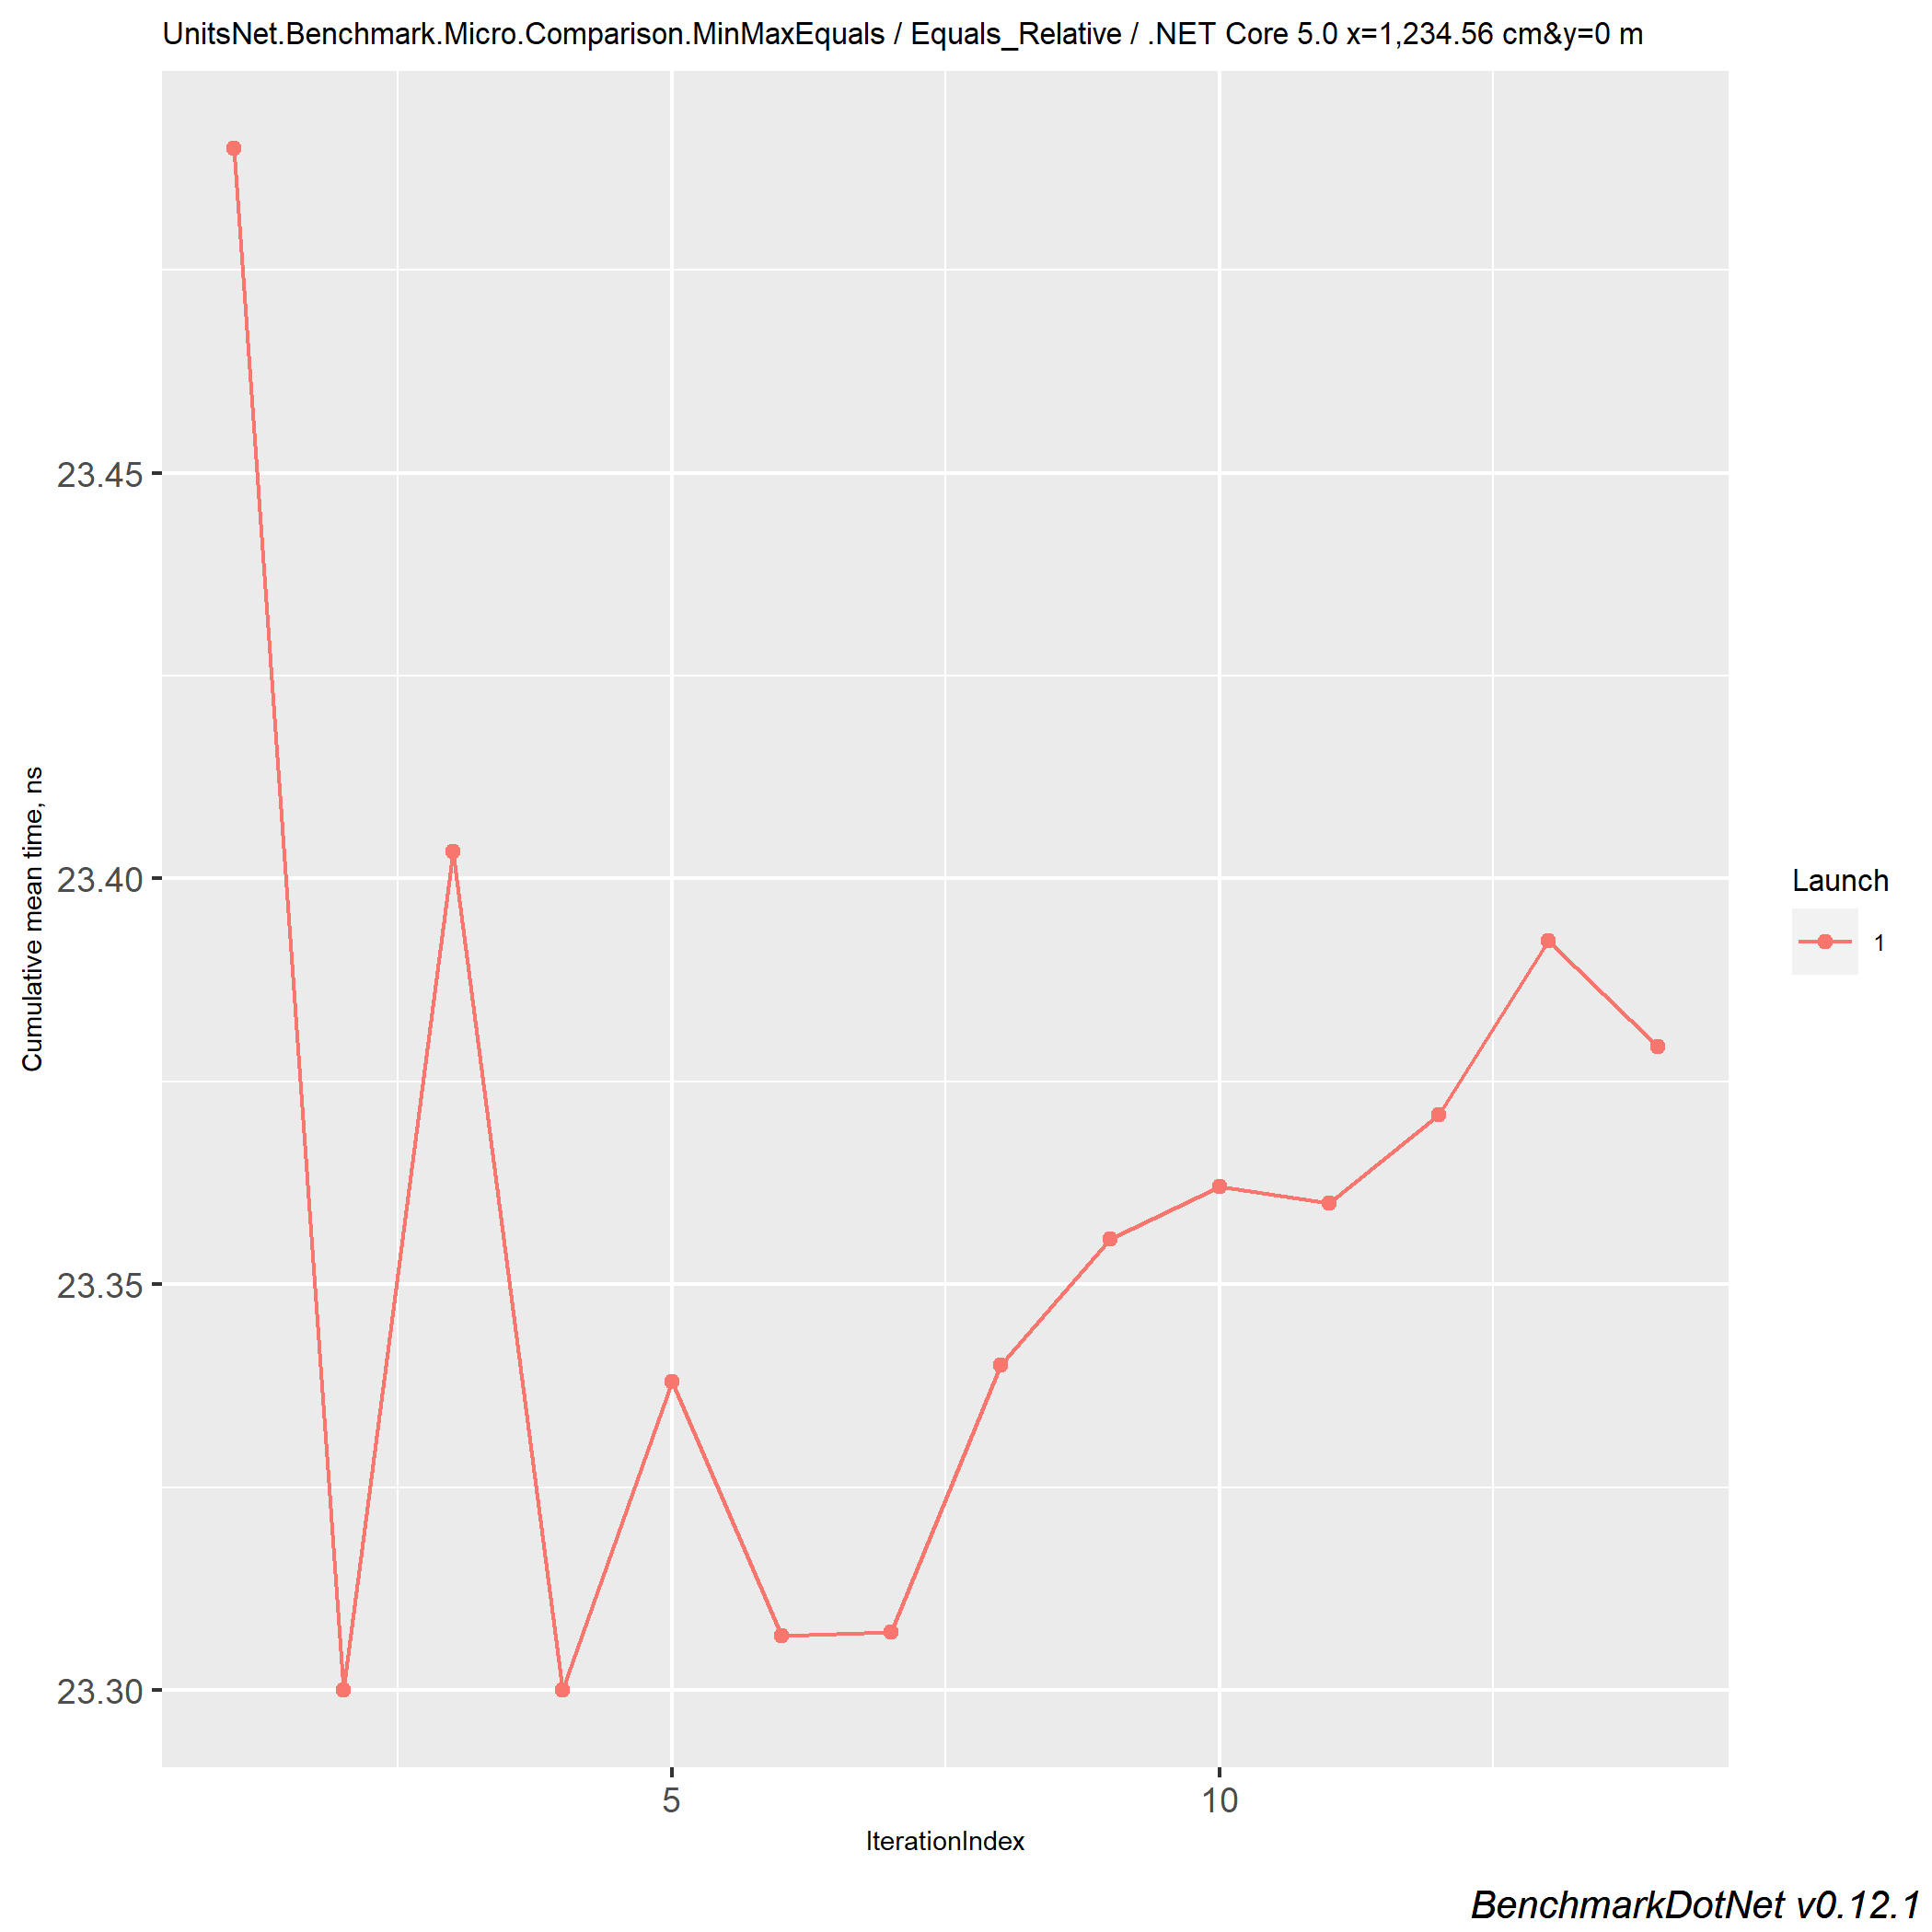 UnitsNet.Benchmark.Micro.Comparison.MinMaxEquals / Equals_Relative / .NET Core 5.0 x=1,234.56 cm&y=0 m
Cumulative mean time, ns
23.45
23.40
23.35
23.30
5
10
IterationIndex
Launch
1
BenchmarkDotNet v0.12.1